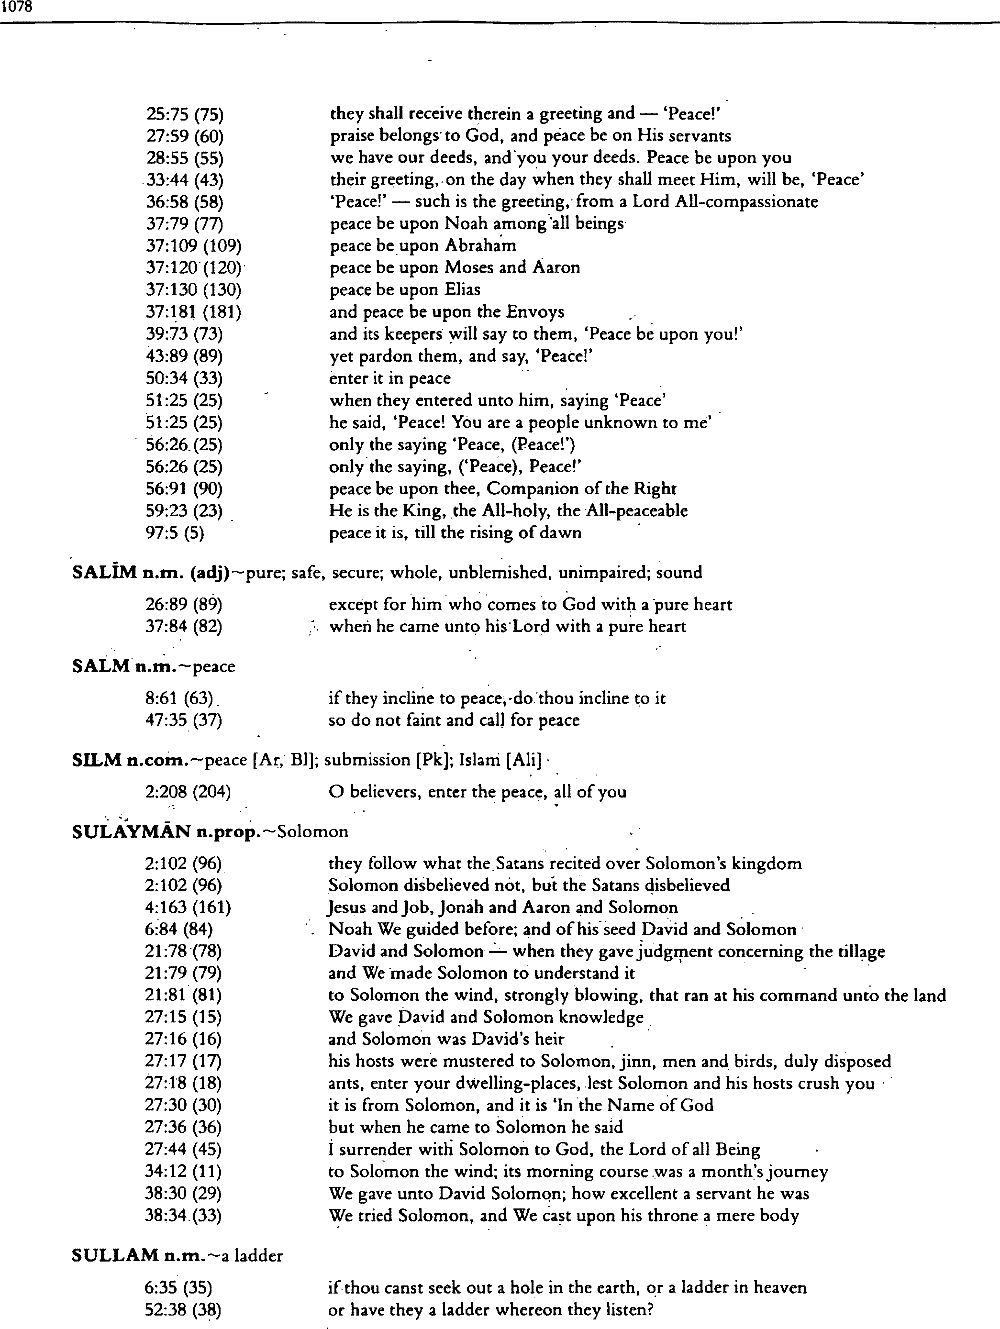 1078
25:75 (75) they shall receive therein a greeting and — ‘Peace!’
27:59 (60) praise belongs to God, and peace be on His servants
28:55 (55) we have our deeds, and you your deeds. Peace be upon you
33:44 (43) their greeting, on the day when they shall meet Him, will be, ‘Peace’
36:58 (58) ‘Peace!’ — such is the greeting, from a Lord All-compassionate
37:79 (77) peace be upon Noah among all beings
37:109 (109) peace be upon Abraham
37:120 (120) peace be upon Moses and Aaron
37:130 (130) peace be upon Elias
37:181 (181) and peace be upon the Envoys
39:73 (73) and its keepers will say to them, ‘Peace be upon you!’
43:89 (89) yet pardon them, and say, ‘Peace!’
50:34 (33) enter it in peace
51:25 (25) when they entered unto him, saying ‘Peace’
51:25 (25) he said, ‘Peace! You are a people unknown to me’
56:26 (25) only the saying ‘Peace, (Peace!’)
56:26 (25) only the saying, (‘Peace), Peace!’
56:91 (90) peace be upon thee, Companion of the Right
59:23 (23) He is the King, the All-holy, the All-peaceable
97:5 (5) peace it is, till the rising of dawn
SALĪM n.m. (adj)~pure; safe, secure; whole, unblemished, unimpaired; sound
26:89 (89) except for him who comes to God with a pure heart
37:84 (82) when he came unto his Lord with a pure heart
SALM n.m.~peace
8:61 (63) if they incline to peace, do thou incline to it
47:35 (37) so do not faint and call for peace
SILM n.com.~peace [Ar, Bl]; submission [Pk]; Islam [Ali]
2:208 (204) O believers, enter the peace, all of you
SULAYMĀN n.prop.~Solomon
2:102 (96) they follow what the Satans recited over Solomon's kingdom
2:102 (96) Solomon disbelieved not, but the Satans disbelieved
4:163 (161) Jesus and Job, Jonah and Aaron and Solomon
6:84 (84) Noah We guided before; and of his seed David and Solomon
21:78 (78) David and Solomon — when they gave judgment concerning the tillage
21:79 (79) and We made Solomon to understand it
21:81 (81) to Solomon the wind, strongly blowing, that ran at his command unto the land
27:15 (15) We gave David and Solomon knowledge
27:16 (16) and Solomon was David's heir
27:17 (17) his hosts were mustered to Solomon, jinn, men and birds, duly disposed
27:18 (18) ants, enter your dwelling-places, lest Solomon and his hosts crush you
27:30 (30) it is from Solomon, and it is ‘In the Name of God
27:36 (36) but when he came to Solomon he said
27:44 (45) I surrender with Solomon to God, the Lord of all Being
34:12 (11) to Solomon the wind; its morning course was a month's journey
38:30 (29) We gave unto David Solomon; how excellent a servant he was
38:34 (33) We tried Solomon, and We cast upon his throne a mere body
SULLAM n.m.~a ladder
6:35 (35) if thou canst seek out a hole in the earth, or a ladder in heaven
52:38 (38) or have they a ladder whereon they listen?